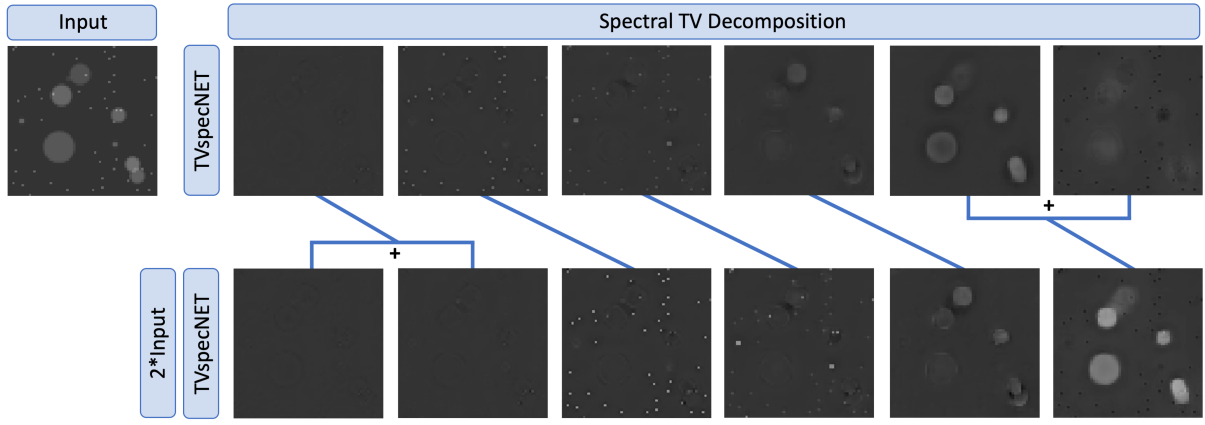 Input
Spectral TV Decomposition
TVspecNET
+
+
2*Input
TVspecNET